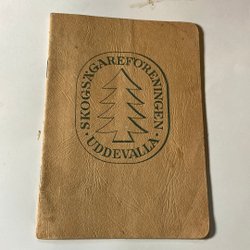 SKOGSÄGAREFÖRENINGEN
· UDDEVALLA ·